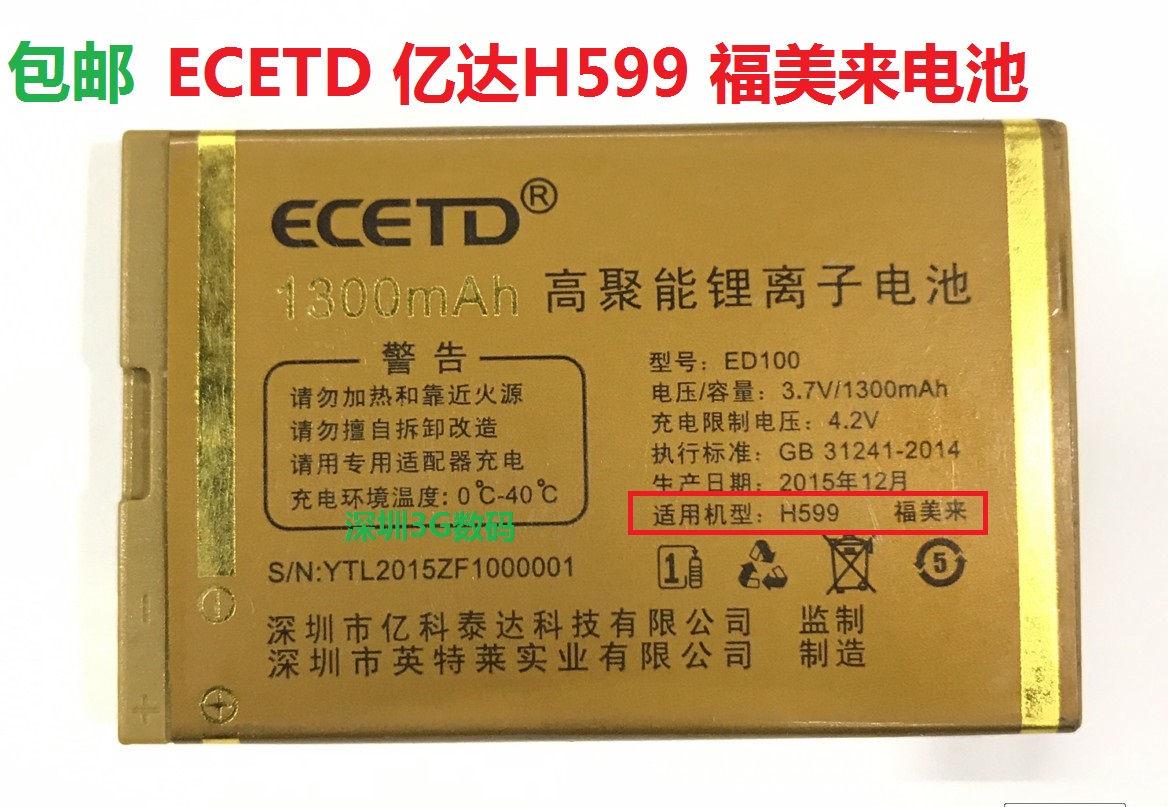 包邮 ECETD 亿达H599 福美来电池
ECETD®
1300mAh 高聚能锂离子电池
警告
请勿加热和靠近火源
请勿擅自拆卸改造
请用专用适配器充电
充电环境温度：0℃-40℃
深圳3G数码
型号：ED100
电压/容量：3.7V/1300mAh
充电限制电压：4.2V
执行标准：GB 31241-2014
生产日期：2015年12月
适用机型：H599 福美来
S/N:YTL2015ZF1000001
1
5
深圳市亿科泰达科技有限公司 监制
深圳市英特莱实业有限公司 制造